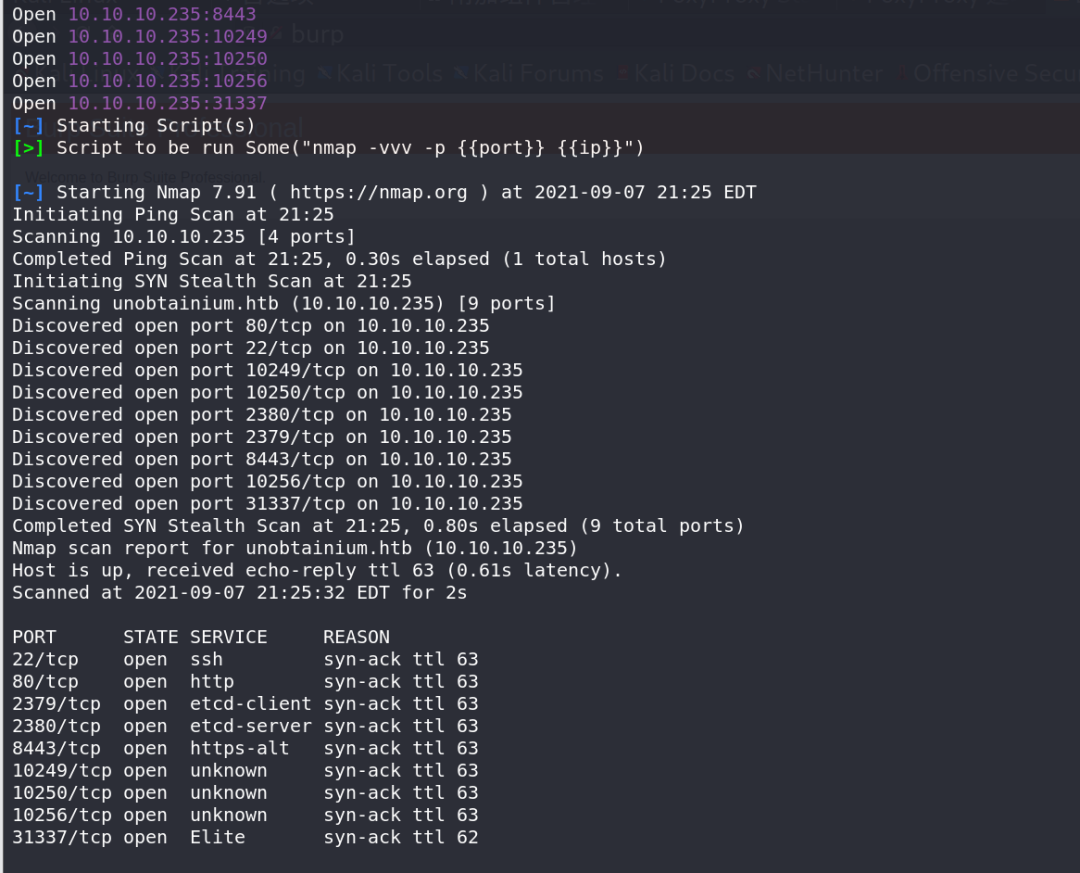 Open 10.10.10.235:8443
Open 10.10.10.235:10249
burp
Open 10.10.10.235:10250
Kali Tools Kali Forums Kali Docs NetHunter Offensive Secu
Open 10.10.10.235:10256
Open 10.10.10.235:31337
[~] Starting Script(s)
[>] Script to be run Some("nmap -vvv -p {{port}} {{ip}}")
Welcome to Burp Suite Professional
[~] Starting Nmap 7.91 ( https://nmap.org ) at 2021-09-07 21:25 EDT
Initiating Ping Scan at 21:25
Scanning 10.10.10.235 [4 ports]
Completed Ping Scan at 21:25, 0.30s elapsed (1 total hosts)
Initiating SYN Stealth Scan at 21:25
Scanning unobtainium.htb (10.10.10.235) [9 ports]
Discovered open port 80/tcp on 10.10.10.235
Discovered open port 22/tcp on 10.10.10.235
Discovered open port 10249/tcp on 10.10.10.235
Discovered open port 10250/tcp on 10.10.10.235
Discovered open port 2380/tcp on 10.10.10.235
Discovered open port 2379/tcp on 10.10.10.235
Discovered open port 8443/tcp on 10.10.10.235
Discovered open port 10256/tcp on 10.10.10.235
Discovered open port 31337/tcp on 10.10.10.235
Completed SYN Stealth Scan at 21:25, 0.80s elapsed (9 total ports)
Nmap scan report for unobtainium.htb (10.10.10.235)
Host is up, received echo-reply ttl 63 (0.61s latency).
Scanned at 2021-09-07 21:25:32 EDT for 2s
PORT STATE SERVICE REASON
22/tcp open ssh syn-ack ttl 63
80/tcp open http syn-ack ttl 63
2379/tcp open etcd-client syn-ack ttl 63
2380/tcp open etcd-server syn-ack ttl 63
8443/tcp open https-alt syn-ack ttl 63
10249/tcp open unknown syn-ack ttl 63
10250/tcp open unknown syn-ack ttl 63
10256/tcp open unknown syn-ack ttl 63
31337/tcp open Elite syn-ack ttl 62